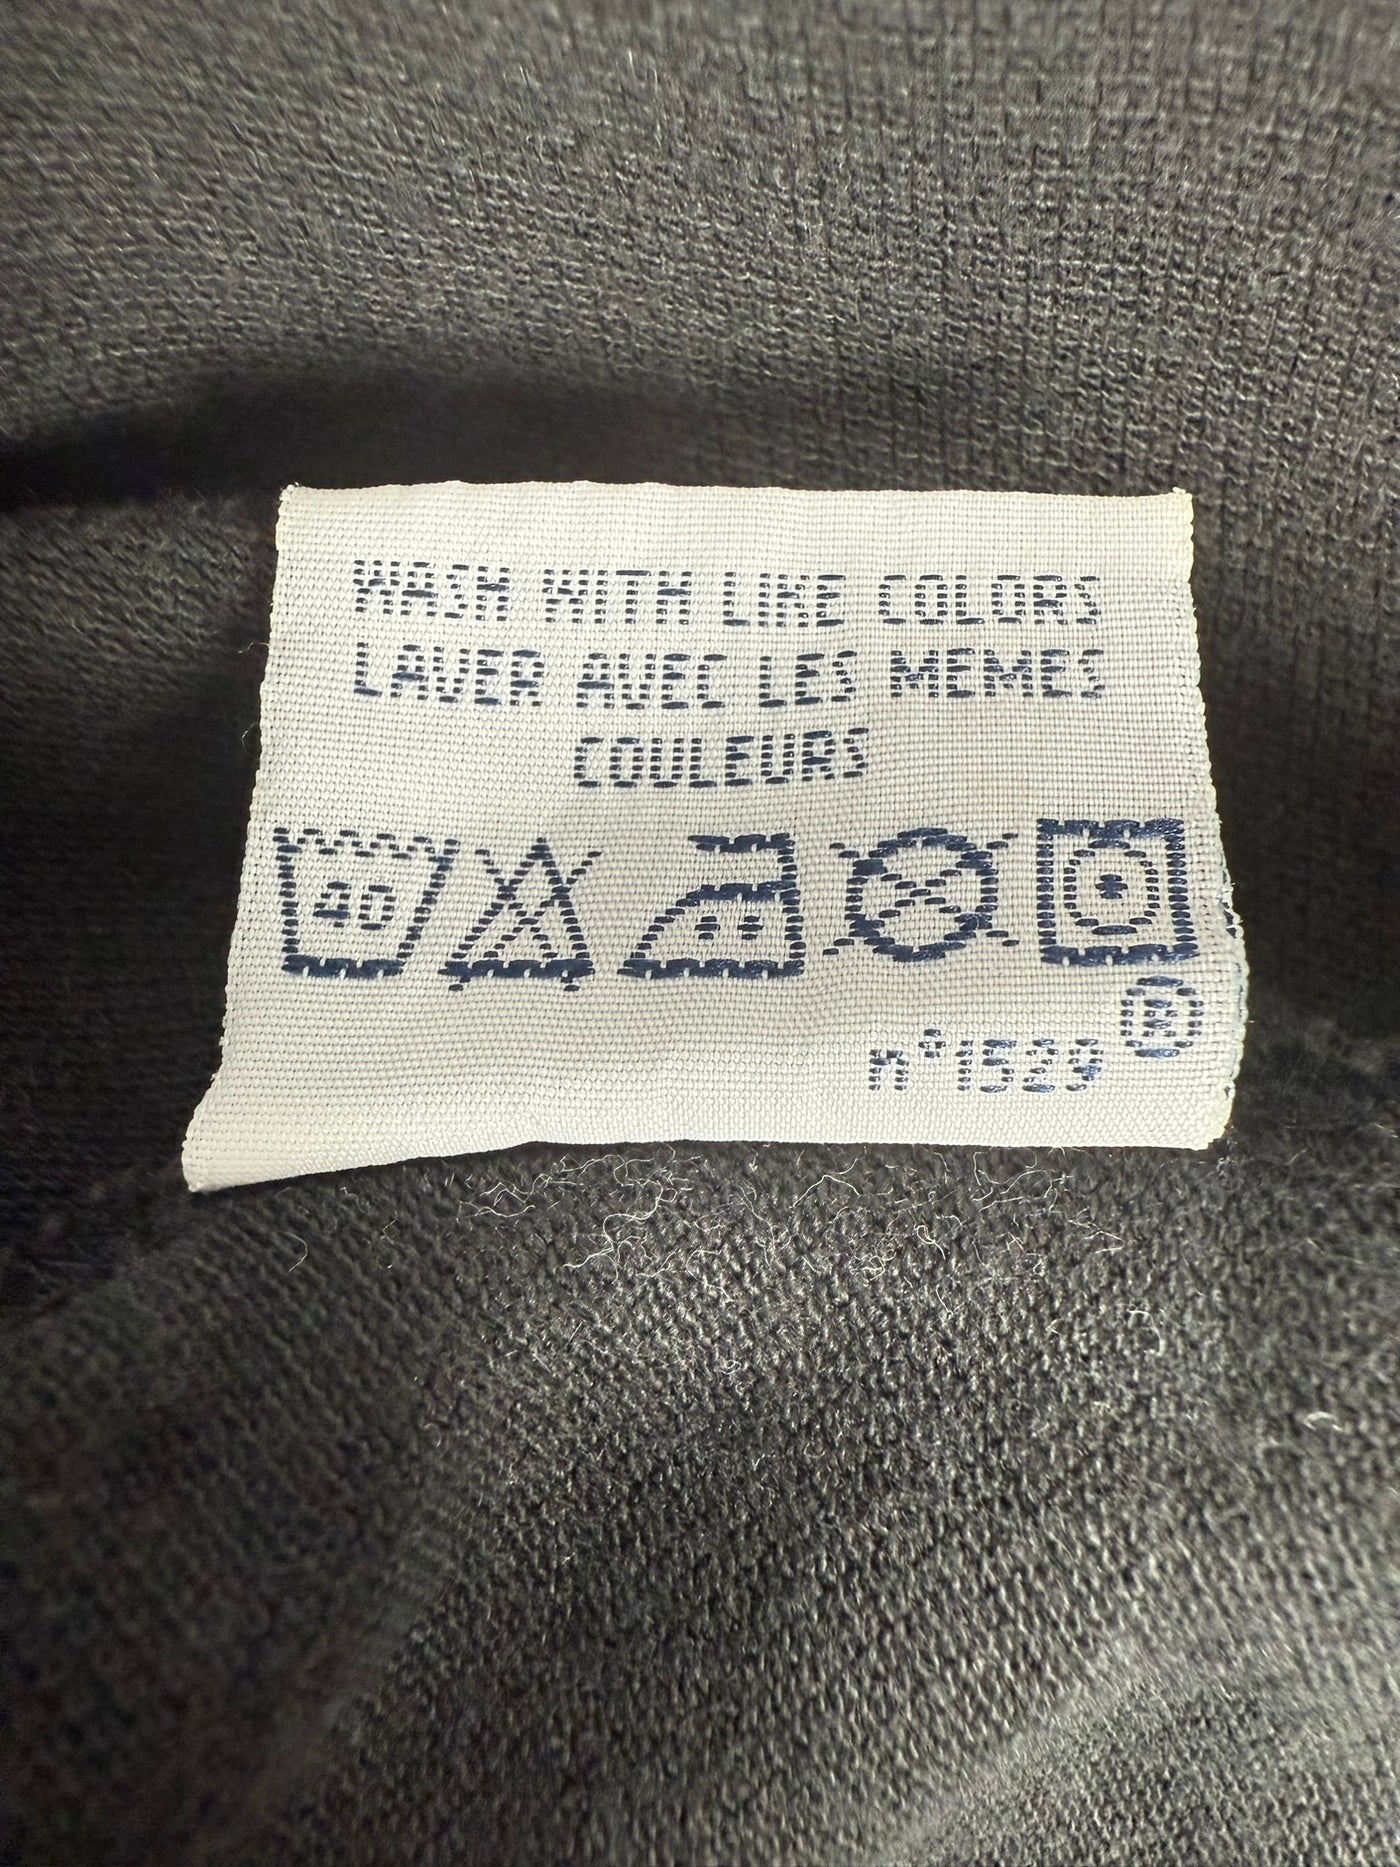 WASH WITH LIKE COLORS
LAVER AVEC LES MEMES
COULEURS
40
®
n°1529